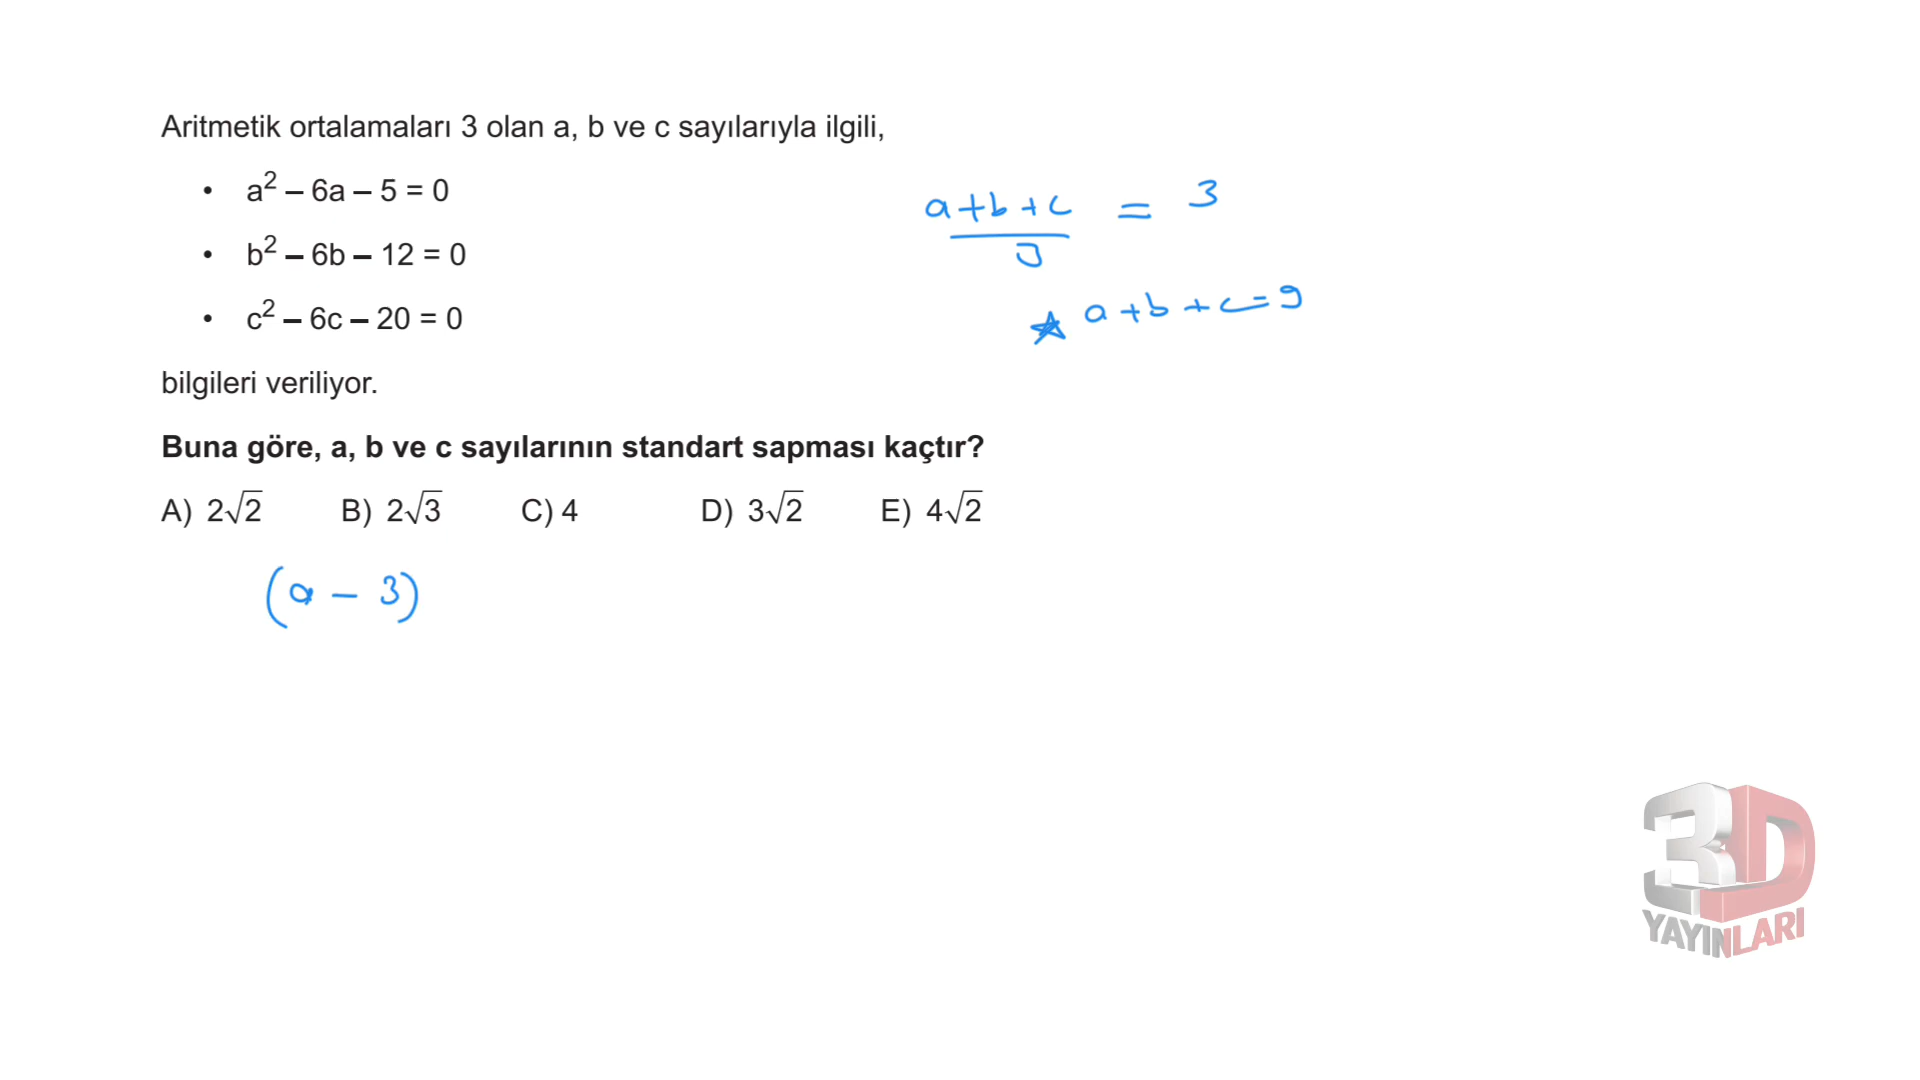 Aritmetik ortalamaları 3 olan a, b ve c sayılarıyla ilgili,
• a² – 6a – 5 = 0
• b² – 6b – 12 = 0
• c² – 6c – 20 = 0
bilgileri veriliyor.
Buna göre, a, b ve c sayılarının standart sapması kaçtır?
A) 2√2 B) 2√3 C) 4 D) 3√2 E) 4√2
(a – 3)
a+b+c = 3
3
a+b+c=9
3D
YAYINLARI